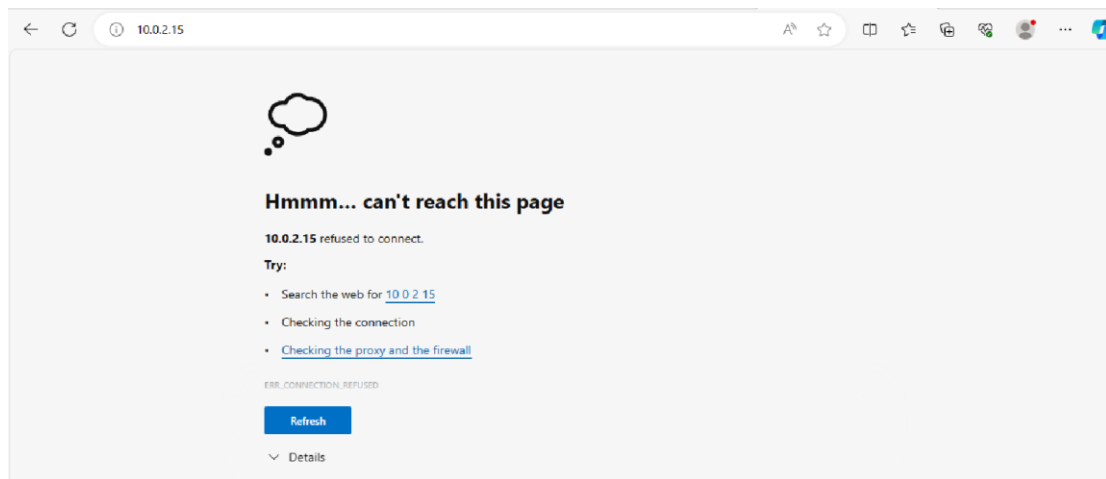 10.0.2.15
Hmmm... can't reach this page
10.0.2.15 refused to connect.
Try:
• Search the web for 10 0 2 15
• Checking the connection
• Checking the proxy and the firewall
ERR_CONNECTION_REFUSED
Refresh
Details